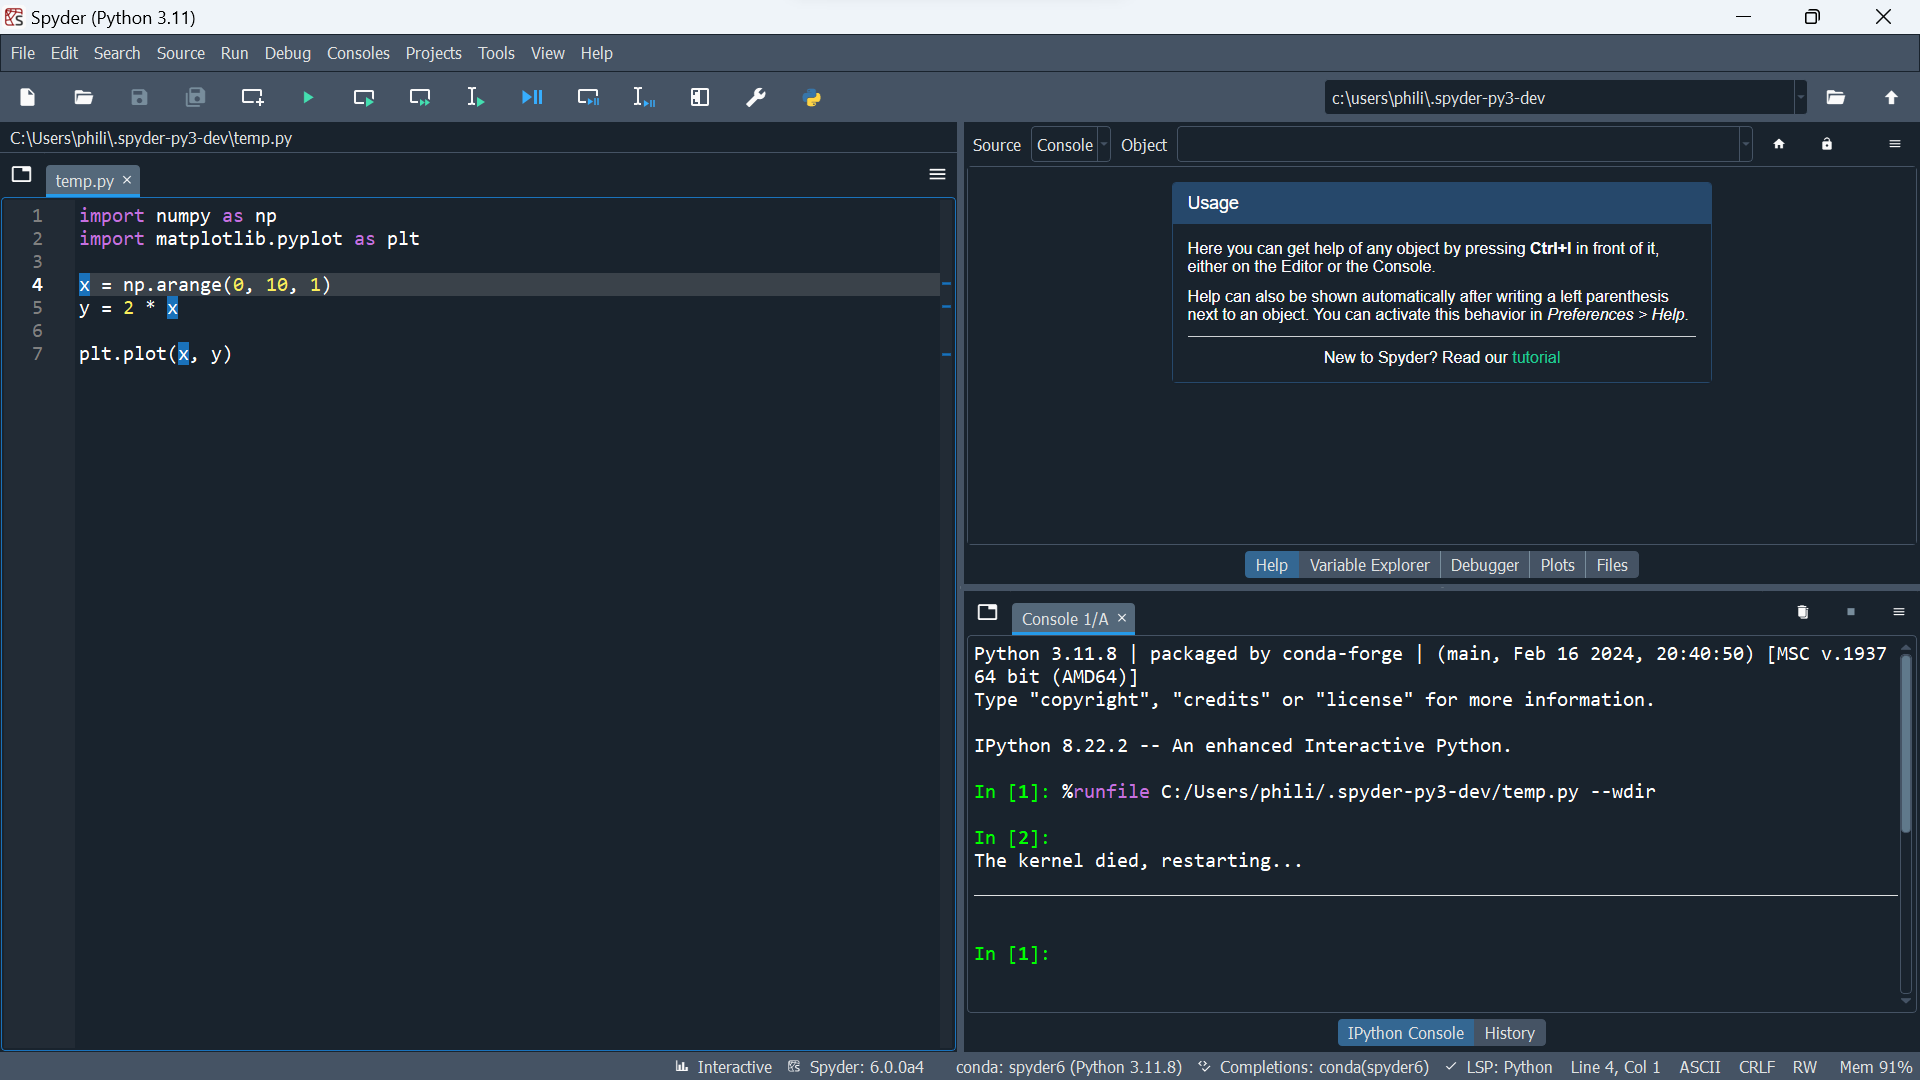 Spyder (Python 3.11)
File Edit Search Source Run Debug Consoles Projects Tools View Help
c:\users\phili\.spyder-py3-dev
C:\Users\phili\.spyder-py3-dev\temp.py
temp.py
1 import numpy as np
2 import matplotlib.pyplot as plt
3
4 x = np.arange(0, 10, 1)
5 y = 2 * x
6
7 plt.plot(x, y)
Source Console Object
Usage
Here you can get help of any object by pressing Ctrl+I in front of it,
either on the Editor or the Console.
Help can also be shown automatically after writing a left parenthesis
next to an object. You can activate this behavior in Preferences > Help.
New to Spyder? Read our tutorial
Help Variable Explorer Debugger Plots Files
Console 1/A
Python 3.11.8 | packaged by conda-forge | (main, Feb 16 2024, 20:40:50) [MSC v.1937
64 bit (AMD64)]
Type "copyright", "credits" or "license" for more information.
IPython 8.22.2 -- An enhanced Interactive Python.
In [1]: %runfile C:/Users/phili/.spyder-py3-dev/temp.py --wdir
In [2]:
The kernel died, restarting...
In [1]:
IPython Console History
Interactive Spyder: 6.0.0a4 conda: spyder6 (Python 3.11.8) Completions: conda(spyder6) LSP: Python Line 4, Col 1 ASCII CRLF RW Mem 91%